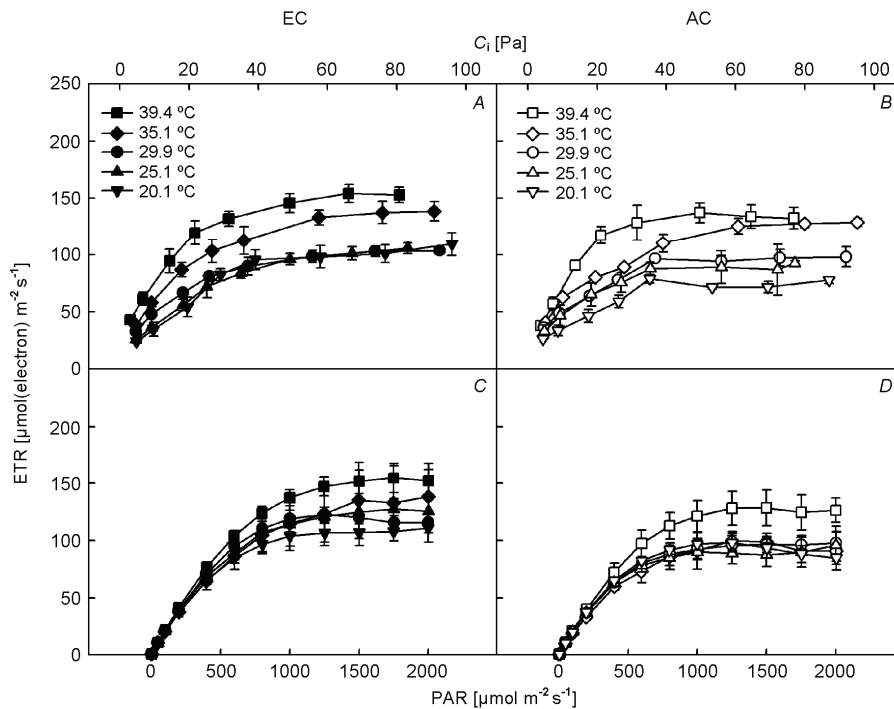 EC
AC
C i [Pa]
0 20 40 60 80 100
0 20 40 60 80 100
250
200
150
100
50
0
200
150
100
50
0
A
39.4 ºC
35.1 ºC
29.9 ºC
25.1 ºC
20.1 ºC
B
39.4 ºC
35.1 ºC
29.9 ºC
25.1 ºC
20.1 ºC
C
D
ETR [µmol(electron) m-2 s-1]
0 500 1000 1500 2000
0 500 1000 1500 2000
PAR [µmol m-2 s-1]